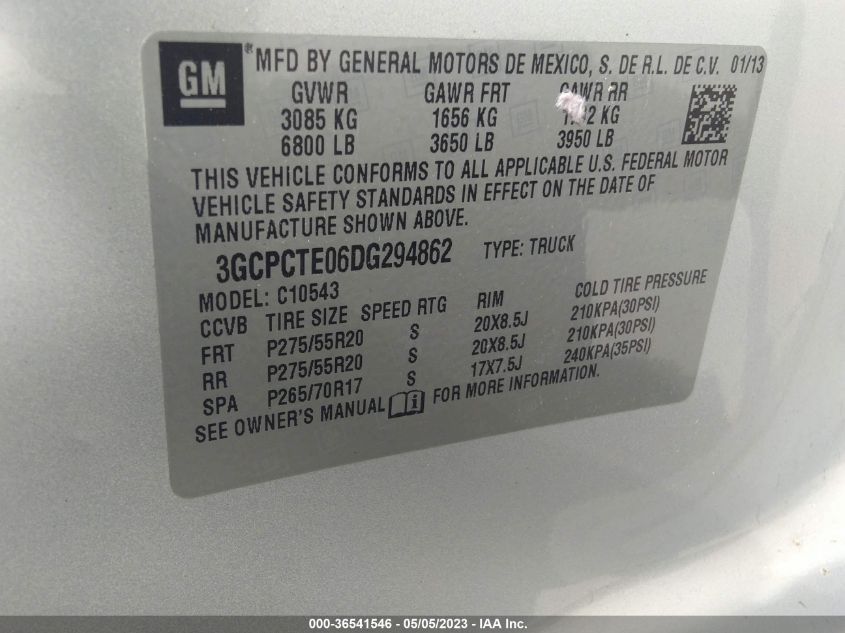 GM ® MFD BY GENERAL MOTORS DE MEXICO, S. DE R.L. DE C.V. 01/13
GVWR GAWR FRT GAWR RR
3085 KG 1656 KG KG
6800 LB 3650 LB 3950 LB
THIS VEHICLE CONFORMS TO ALL APPLICABLE U.S. FEDERAL MOTOR
VEHICLE SAFETY STANDARDS IN EFFECT ON THE DATE OF
MANUFACTURE SHOWN ABOVE.
3GCPCTE06DG294862 TYPE: TRUCK
MODEL: C10543
CCVB TIRE SIZE SPEED RTG RIM COLD TIRE PRESSURE
FRT P275/55R20 S 20X8.5J 210KPA(30PSI)
RR P275/55R20 S 20X8.5J 210KPA(30PSI)
SPA P265/70R17 S 17X7.5J 240KPA(35PSI)
SEE OWNER'S MANUAL FOR MORE INFORMATION.
000-36541546 - 05/05/2023 - IAA Inc.